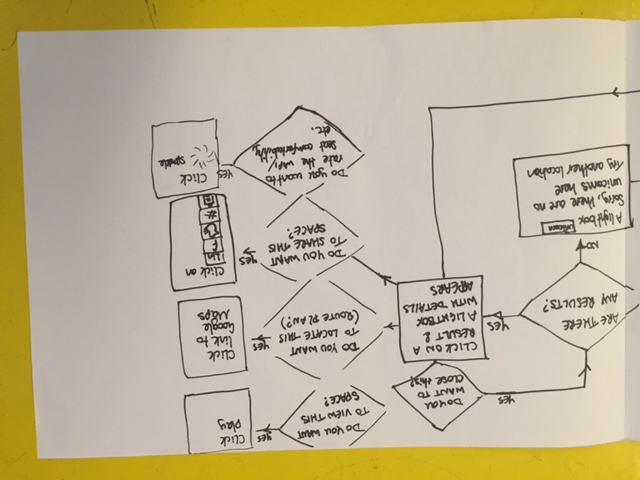 ARE THERE
ANY RESULTS?
YES
NO
A lightbox
Sorry, there are no
unicorns here
Try another location
CLICK ON A
RESULT &
A LIGHTBOX
WITH DETAILS
APPEARS
DO YOU
WANT TO
CLOSE this?
YES
DO YOU WANT
TO VIEW THIS
SPACE?
YES
Click
play
DO YOU WANT
TO LOCATE THIS
(ROUTE PLAN?)
YES
Click
link to
Google
Maps
DO YOU WANT
TO SHARE THIS
SPACE?
YES
Click on
f
#
Do you want to
rate the WIFI/
seat comfortability
etc.
YES
Click